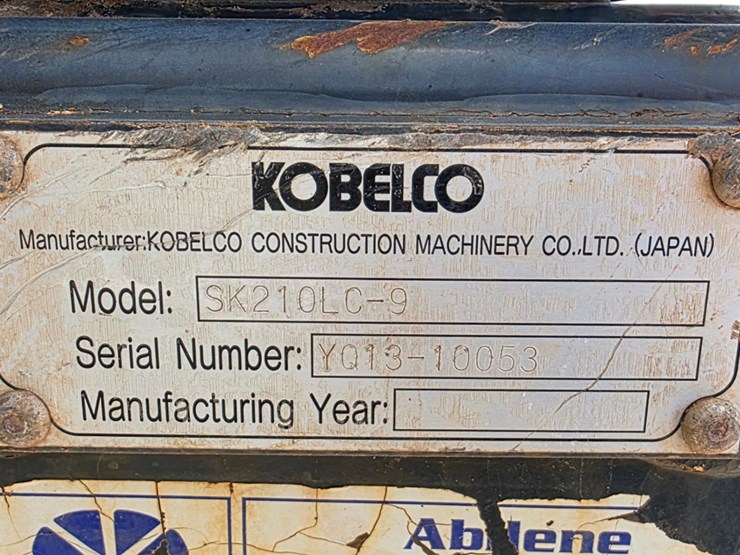 KOBELCO
Manufacturer:KOBELCO CONSTRUCTION MACHINERY CO.,LTD. (JAPAN)
Model: SK210LC-9
Serial Number: YQ13-10053
Manufacturing Year:
Abilene